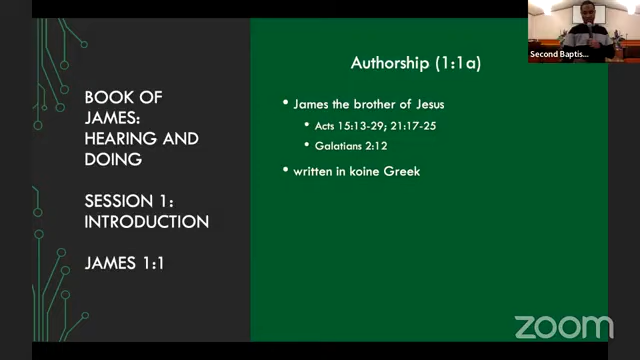 BOOK OF
JAMES:
HEARING AND
DOING
SESSION 1:
INTRODUCTION
JAMES 1:1
Authorship (1:1a)
• James the brother of Jesus
• Acts 15:13-29; 21:17-25
• Galatians 2:12
• written in koine Greek
Second Baptis...
zoom